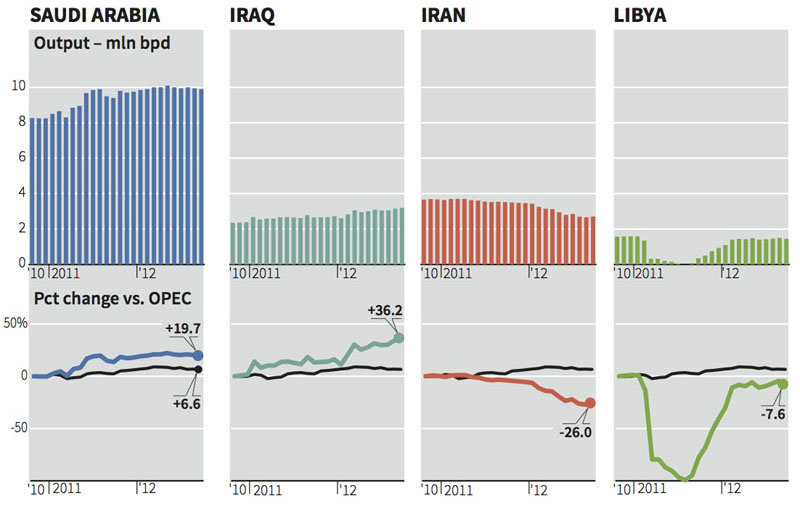 SAUDI ARABIA IRAQ IRAN LIBYA
Output – mln bpd
10
8
6
4
2
0
'10 2011 '12 '10 2011 '12 '10 2011 '12 '10 2011 '12
Pct change vs. OPEC
50%
0
-50
+19.7
+6.6
+36.2
-26.0
-7.6
'10 2011 '12 '10 2011 '12 '10 2011 '12 '10 2011 '12